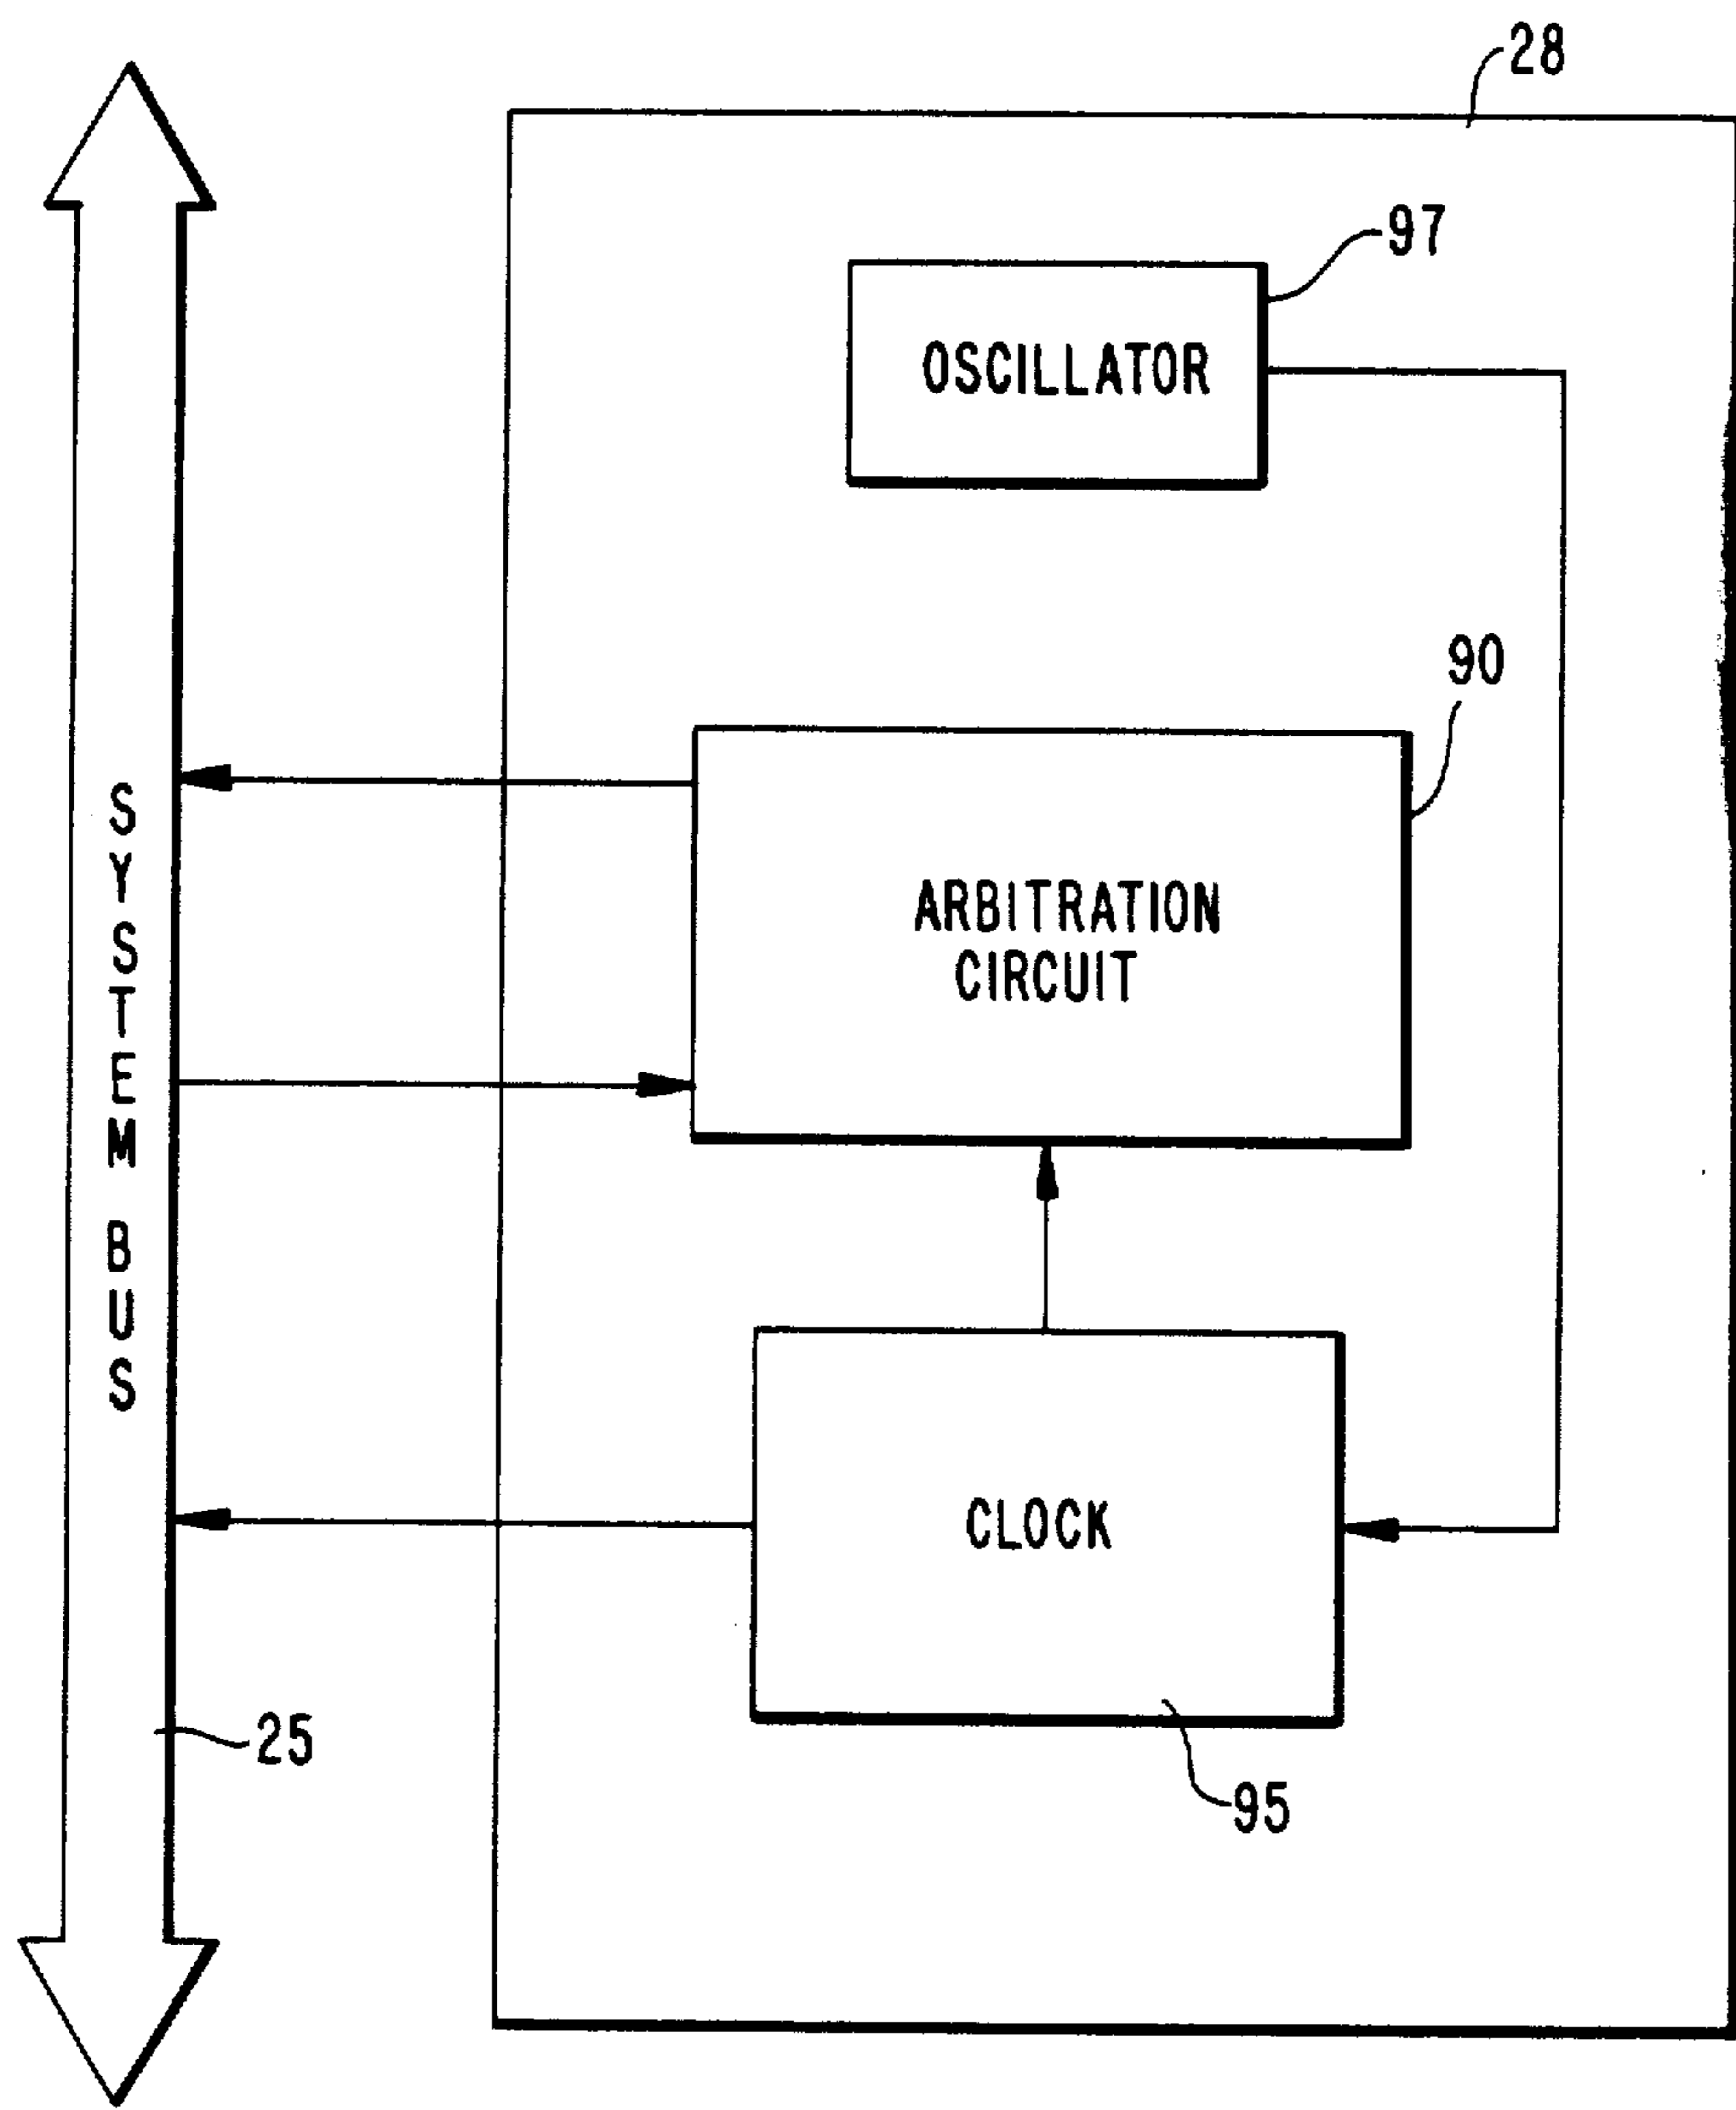 28
97
OSCILLATOR
90
ARBITRATION
CIRCUIT
SYSTEM BUS
CLOCK
25
95